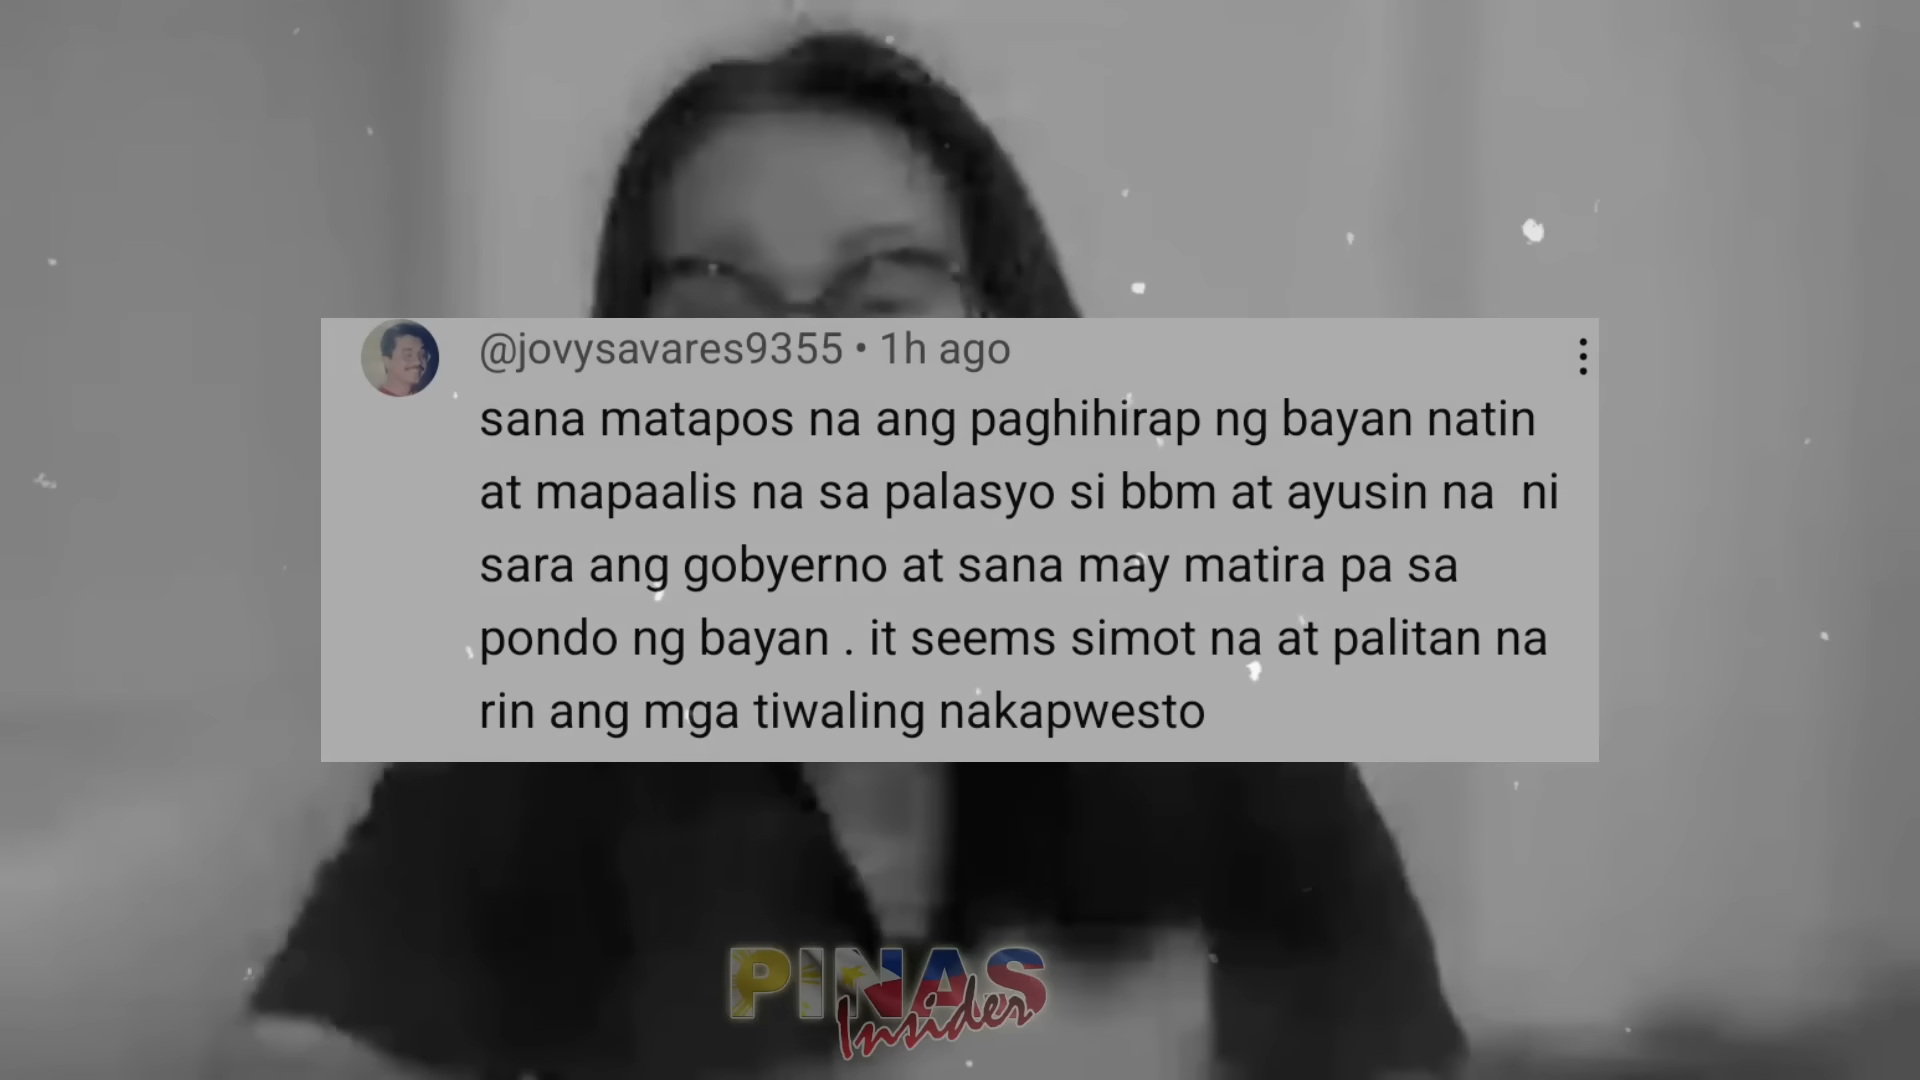 @jovysavares9355 • 1h ago
sana matapos na ang paghihirap ng bayan natin
at mapaalis na sa palasyo si bbm at ayusin na  ni
sara ang gobyerno at sana may matira pa sa
pondo ng bayan . it seems simot na at palitan na
rin ang mga tiwaling nakapwesto
PINAS
Insider